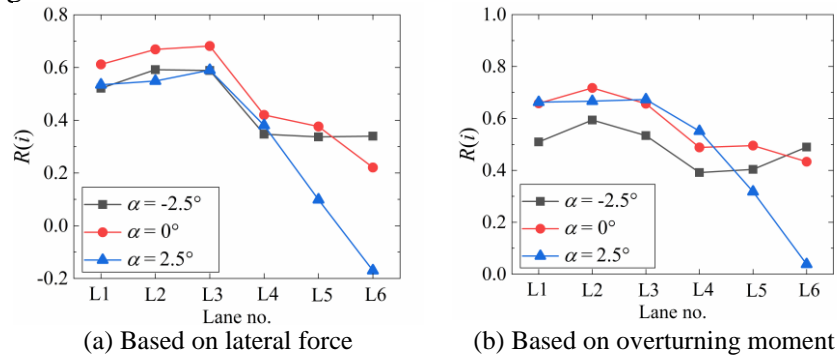 0.8
0.6
0.4
0.2
0.0
-0.2
R(i)
α = -2.5°
α = 0°
α = 2.5°
L1 L2 L3 L4 L5 L6
Lane no.
(a) Based on lateral force
1.0
0.8
0.6
0.4
0.2
0.0
R(i)
α = -2.5°
α = 0°
α = 2.5°
L1 L2 L3 L4 L5 L6
Lane no.
(b) Based on overturning moment